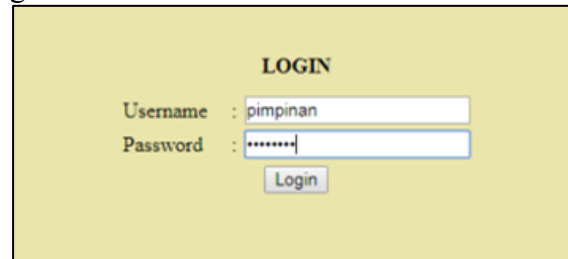 LOGIN
Username : pimpinan
Password : ••••••••
Login